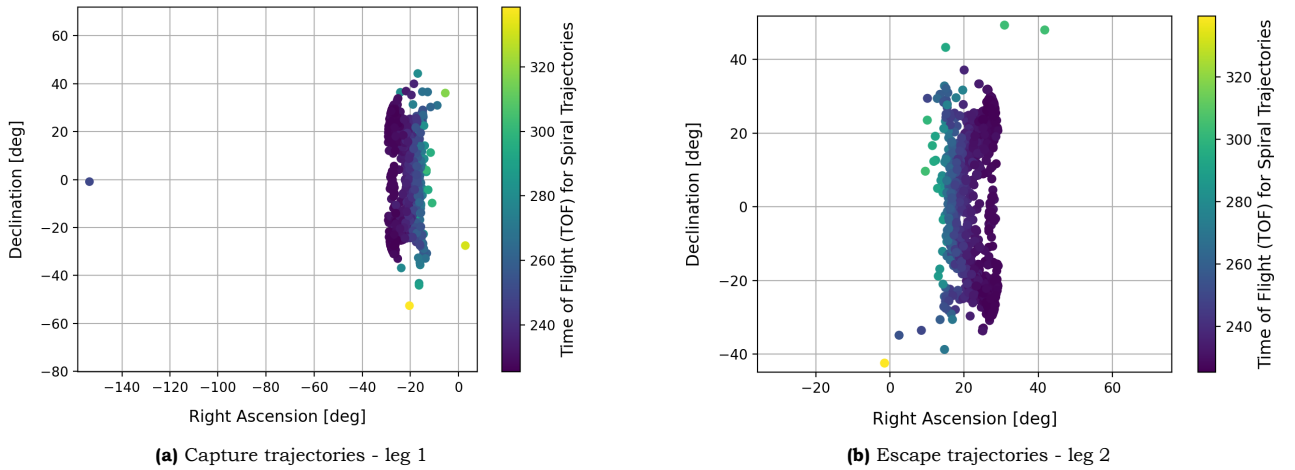 60
40
20
0
−20
−40
−60
−80
Declination [deg]
−140 −120 −100 −80 −60 −40 −20 0
Right Ascension [deg]
320
300
280
260
240
Time of Flight (TOF) for Spiral Trajectories
(a) Capture trajectories - leg 1
40
20
0
−20
−40
Declination [deg]
−20 0 20 40 60
Right Ascension [deg]
320
300
280
260
240
Time of Flight (TOF) for Spiral Trajectories
(b) Escape trajectories - leg 2